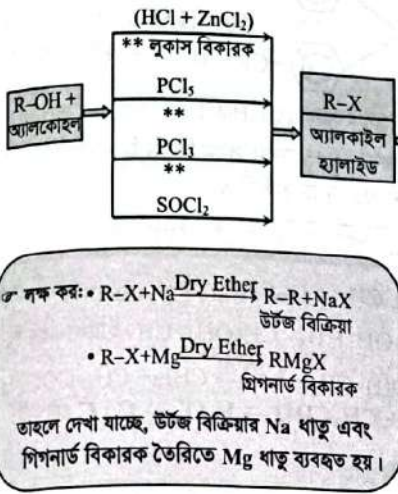 (HCl + ZnCl₂)
** লুকাস বিকারক
PCl₅
**
R–OH +
অ্যালকোহল
PCl₃
**
SOCl₂
R–X
অ্যালকাইল
হ্যালাইড
☞ লক্ষ কর: • R–X+Na Dry Ether R–R+NaX
উর্টজ বিক্রিয়া
• R–X+Mg Dry Ether RMgX
গ্রিগনার্ড বিকারক
তাহলে দেখা যাচ্ছে, উর্টজ বিক্রিয়ার Na ধাতু এবং
গিগনার্ড বিকারক তৈরিতে Mg ধাতু ব্যবহৃত হয়।